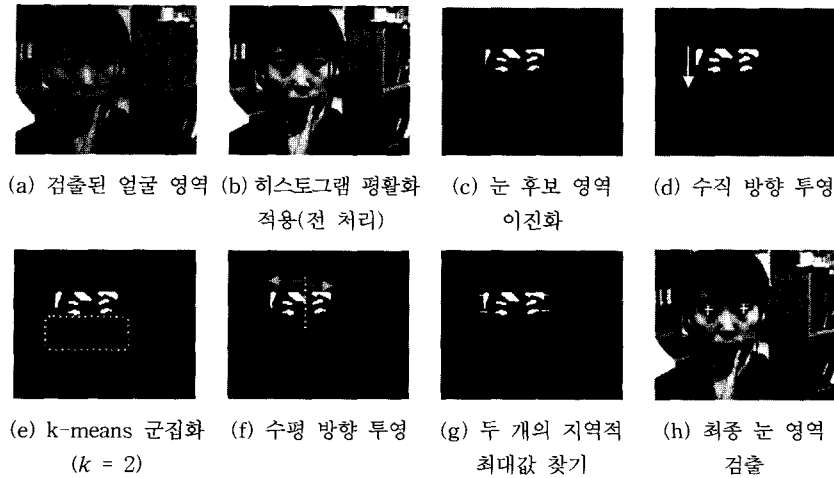 (a) 검출된 얼굴 영역
(b) 히스토그램 평활화
적용(전 처리)
(c) 눈 후보 영역
이진화
(d) 수직 방향 투영
(e) k-means 군집화
(k = 2)
(f) 수평 방향 투영
(g) 두 개의 지역적
최대값 찾기
(h) 최종 눈 영역
검출